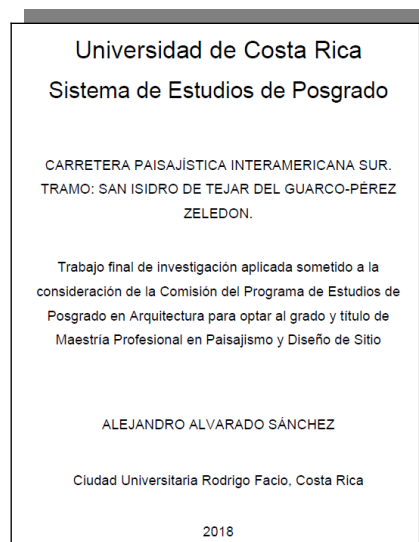 Universidad de Costa Rica
Sistema de Estudios de Posgrado
CARRETERA PAISAJÍSTICA INTERAMERICANA SUR.
TRAMO: SAN ISIDRO DE TEJAR DEL GUARCO-PÉREZ
ZELEDON.
Trabajo final de investigación aplicada sometido a la
consideración de la Comisión del Programa de Estudios de
Posgrado en Arquitectura para optar al grado y título de
Maestría Profesional en Paisajismo y Diseño de Sitio
ALEJANDRO ALVARADO SÁNCHEZ
Ciudad Universitaria Rodrigo Facio, Costa Rica
2018